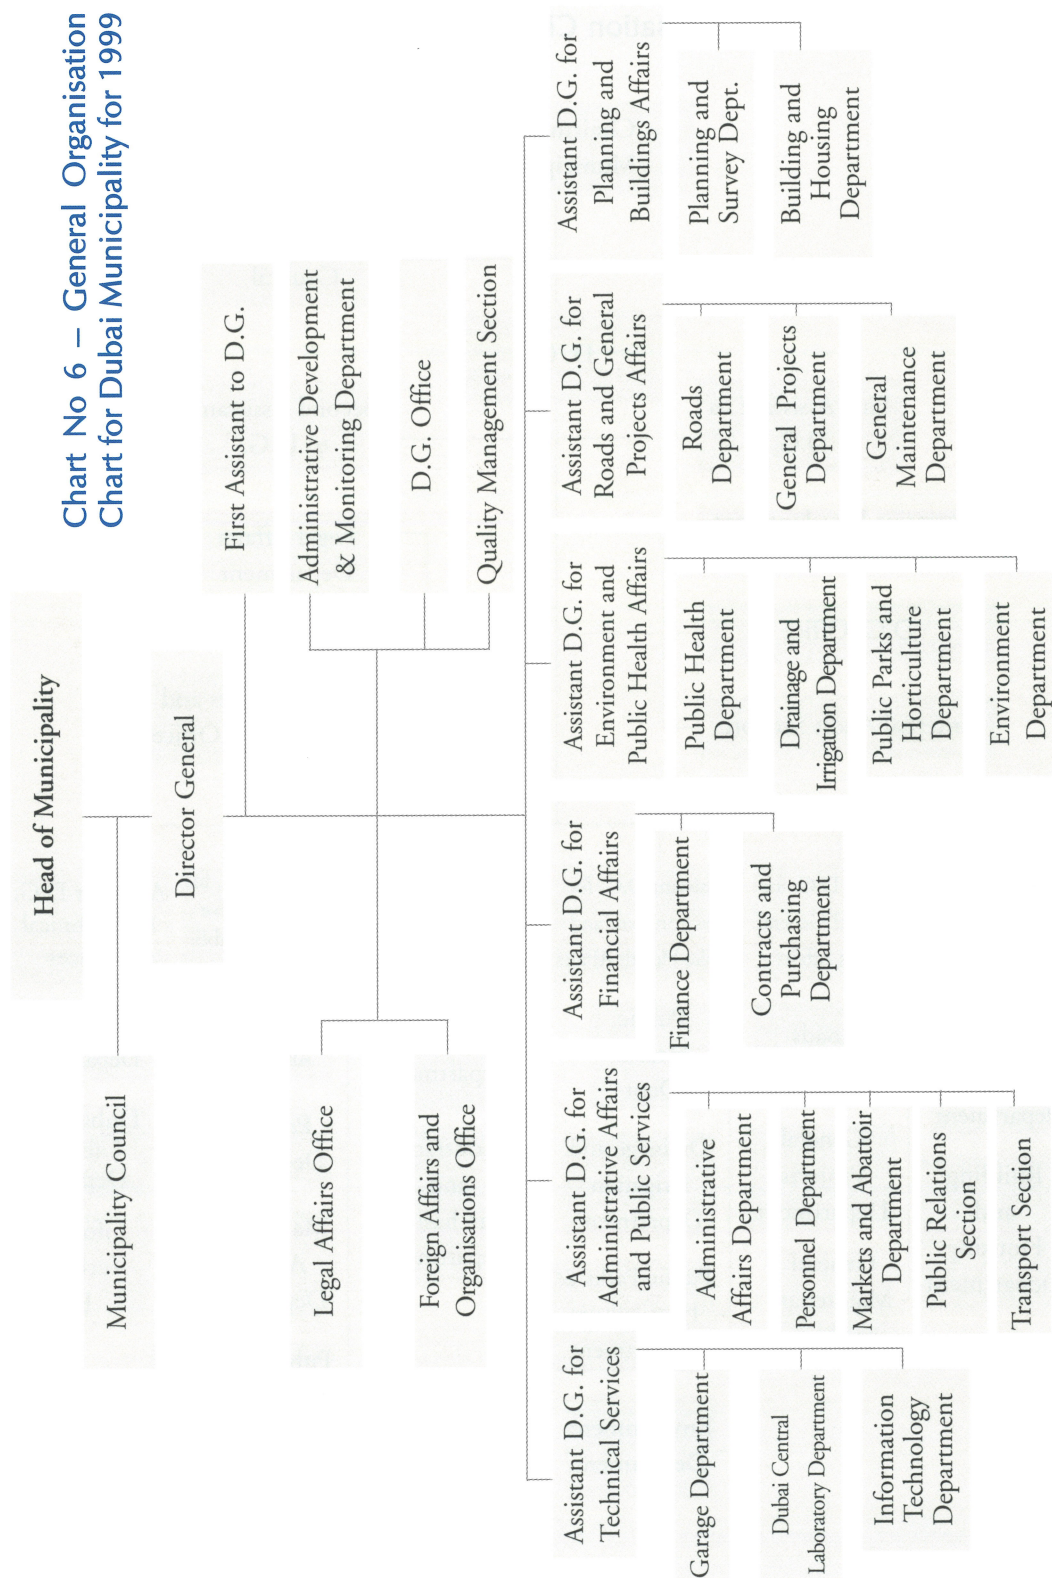 Chart No 6 – General Organisation
Chart for Dubai Municipality for 1999
Head of Municipality
Municipality Council
Director General
First Assistant to D.G.
Legal Affairs Office
Foreign Affairs and
Organisations Office
Administrative Development
& Monitoring Department
D.G. Office
Quality Management Section
Assistant D.G. for
Technical Services
Garage Department
Dubai Central
Laboratory Department
Information
Technology
Department
Assistant D.G. for
Administrative Affairs
and Public Services
Administrative
Affairs Department
Personnel Department
Markets and Abattoir
Department
Public Relations
Section
Transport Section
Assistant D.G. for
Financial Affairs
Finance Department
Contracts and
Purchasing
Department
Assistant D.G. for
Environment and
Public Health Affairs
Public Health
Department
Drainage and
Irrigation Department
Public Parks and
Horticulture
Department
Environment
Department
Assistant D.G. for
Roads and General
Projects Affairs
Roads
Department
General Projects
Department
General
Maintenance
Department
Assistant D.G. for
Planning and
Buildings Affairs
Planning and
Survey Dept.
Building and
Housing
Department